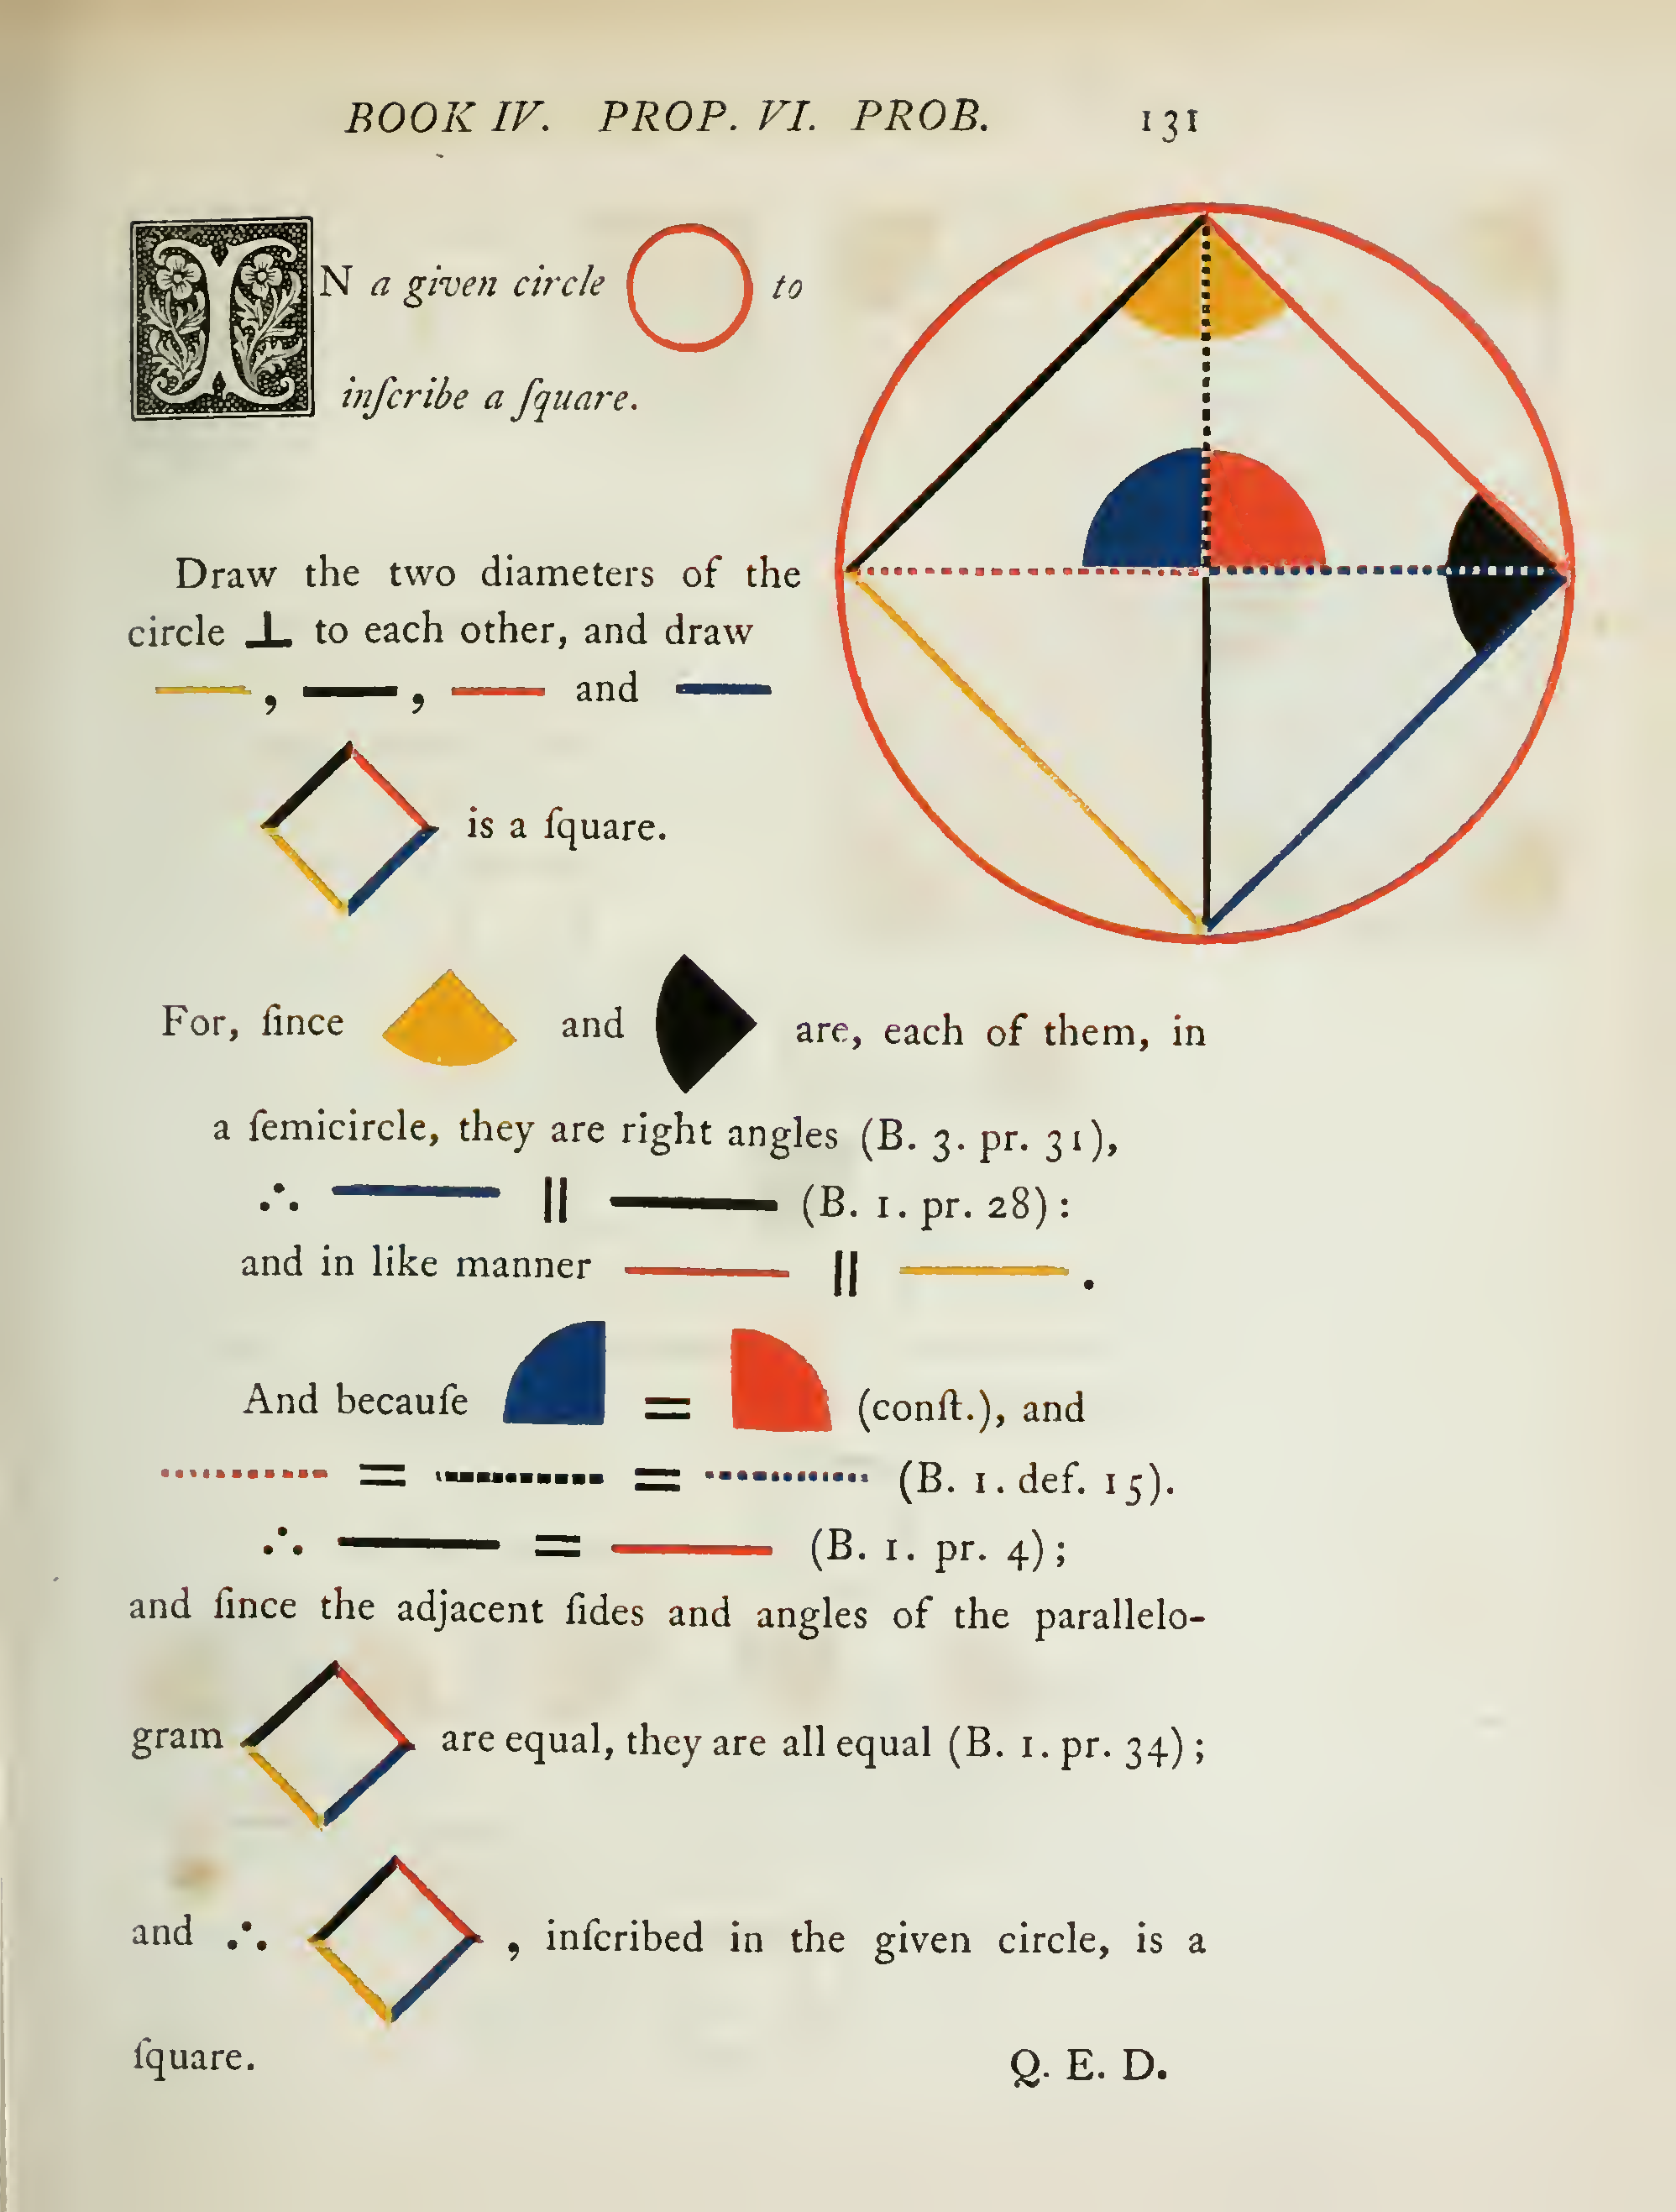 BOOK IV. PROP. VI. PROB. 131
IN a given circle to
inſcribe a ſquare.
Draw the two diameters of the
circle ⊥ to each other, and draw
, , and
is a ſquare.
For, ſince and are, each of them, in
a ſemicircle, they are right angles (B. 3. pr. 31),
∴ || (B. 1. pr. 28) :
and in like manner || .
And becauſe = (conſt.), and
= = (B. 1. def. 15).
∴ = (B. 1. pr. 4) ;
and ſince the adjacent ſides and angles of the parallelo-
gram are equal, they are all equal (B. 1. pr. 34) ;
and ∴ , inſcribed in the given circle, is a
ſquare. Q. E. D.